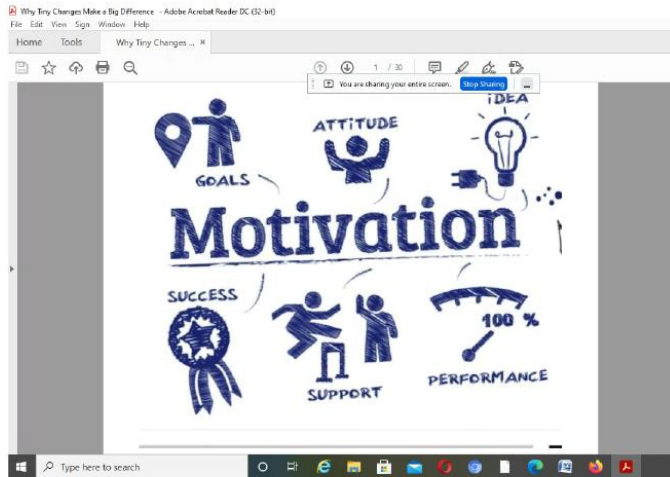 Why Tiny Changes Make a Big Difference - Adobe Acrobat Reader DC (32-bit)
File Edit View Sign Window Help
Home Tools Why Tiny Changes ... ×
1 / 30
You are sharing your entire screen. Stop Sharing
GOALS
ATTiTUDE
iDEA
Motivation
SUCCESS
SUPPORT
100 %
PERFORMANCE
Type here to search